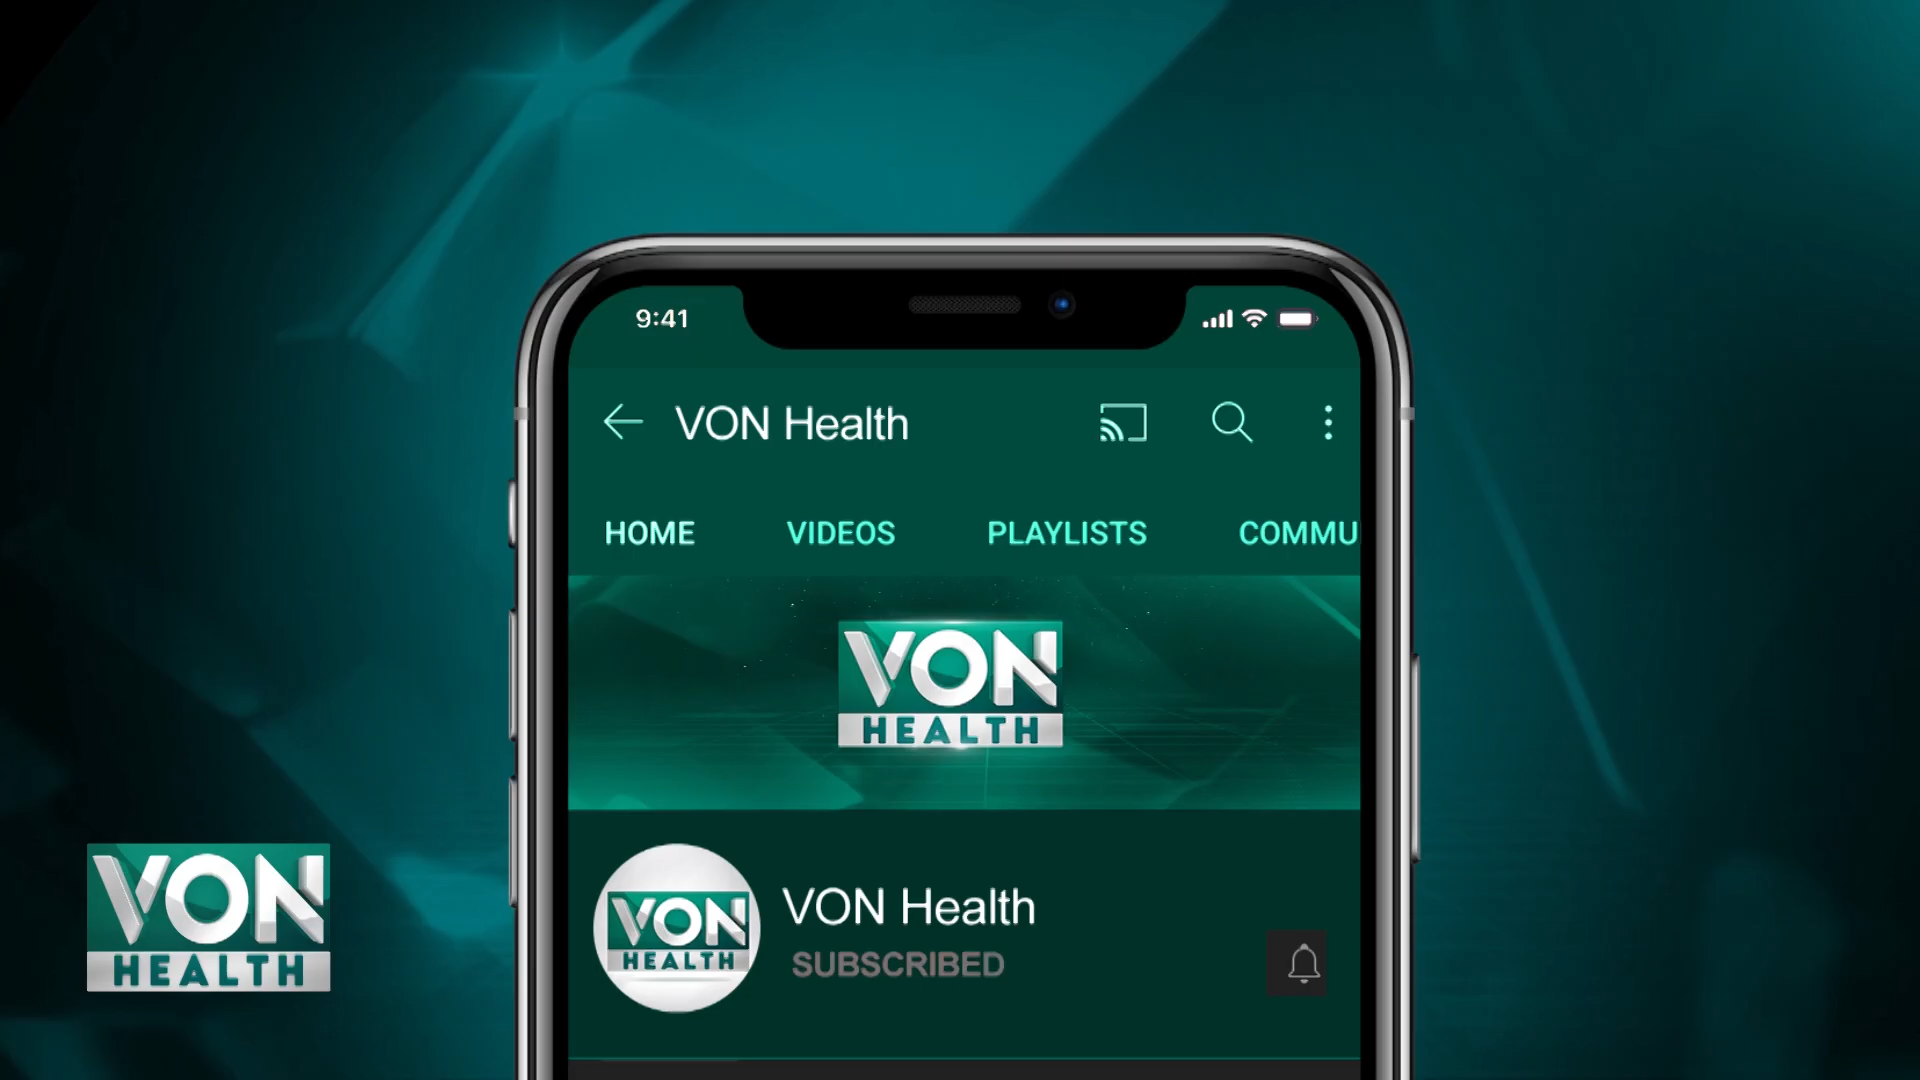 9:41
VON Health
HOME VIDEOS PLAYLISTS COMMU
VON
HEALTH
VON
HEALTH
VON Health
SUBSCRIBED
VON
HEALTH